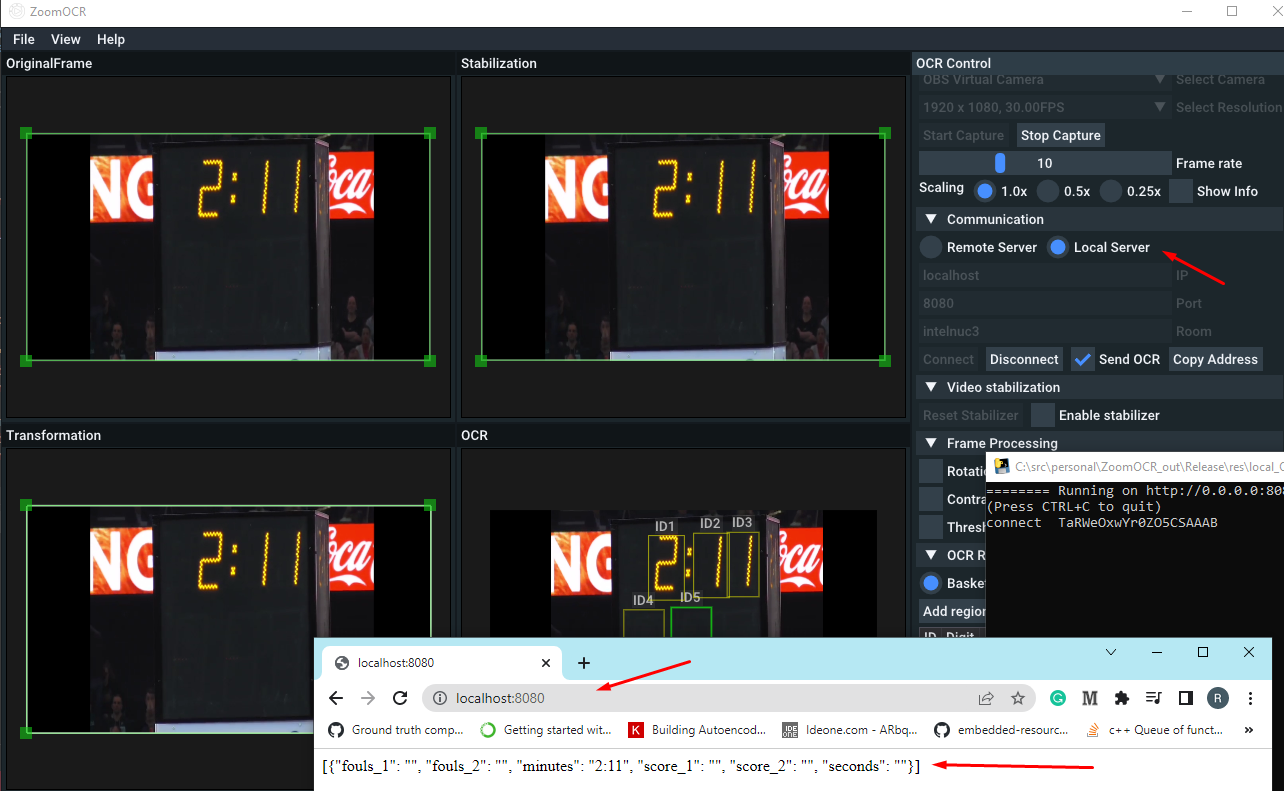 ZoomOCR
File View Help
OriginalFrame
Stabilization
OCR Control
OBS Virtual Camera
Select Camera
1920 x 1080, 30.00FPS
Select Resolution
Start Capture
Stop Capture
10
Frame rate
Scaling
1.0x
0.5x
0.25x
Show Info
Communication
Remote Server
Local Server
localhost
IP
8080
Port
intelnuc3
Room
Connect
Disconnect
Send OCR
Copy Address
Video stabilization
Reset Stabilizer
Enable stabilizer
Frame Processing
Rotatio
Contra
Thresh
OCR R
Basket
Add region
ID Digit
NG
2:11
oca
NG
2:11
oca
Transformation
OCR
NG
2:11
Coca
NG
2:11
Coca
ID1
ID2
ID3
ID4
ID5
C:\src\personal\ZoomOCR_out\Release\res\local_
======== Running on http://0.0.0.0:808
(Press CTRL+C to quit)
connect TaRWeOxwYr0ZO5CSAAAB
localhost:8080
localhost:8080
R
Ground truth comp...
Getting started wit...
Building Autoencod...
Ideone.com - ARbq...
embedded-resourc...
c++ Queue of funct...
[{"fouls_1": "", "fouls_2": "", "minutes": "2:11", "score_1": "", "score_2": "", "seconds": ""}]